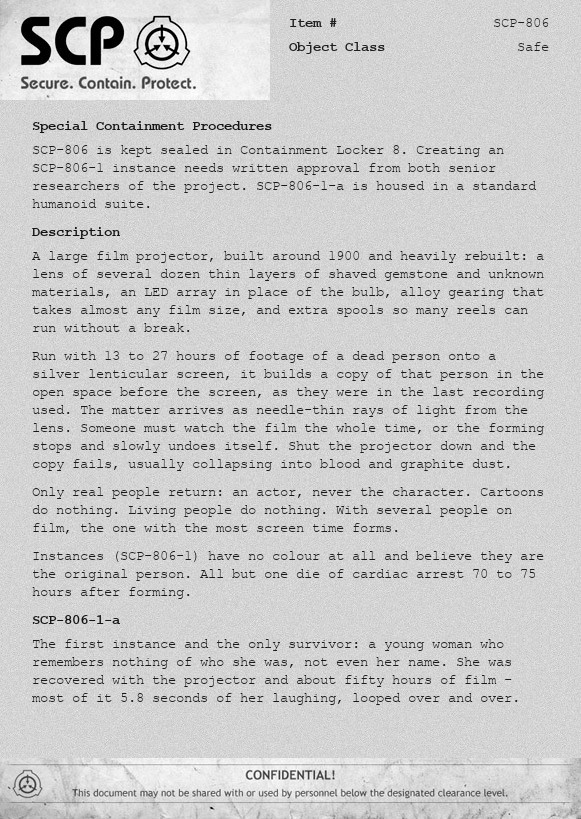 SCP
Secure. Contain. Protect.
Item # SCP-806
Object Class Safe
Special Containment Procedures
SCP-806 is kept sealed in Containment Locker 8. Creating an
SCP-806-1 instance needs written approval from both senior
researchers of the project. SCP-806-1-a is housed in a standard
humanoid suite.
Description
A large film projector, built around 1900 and heavily rebuilt: a
lens of several dozen thin layers of shaved gemstone and unknown
materials, an LED array in place of the bulb, alloy gearing that
takes almost any film size, and extra spools so many reels can
run without a break.
Run with 13 to 27 hours of footage of a dead person onto a
silver lenticular screen, it builds a copy of that person in the
open space before the screen, as they were in the last recording
used. The matter arrives as needle-thin rays of light from the
lens. Someone must watch the film the whole time, or the forming
stops and slowly undoes itself. Shut the projector down and the
copy fails, usually collapsing into blood and graphite dust.
Only real people return: an actor, never the character. Cartoons
do nothing. Living people do nothing. With several people on
film, the one with the most screen time forms.
Instances (SCP-806-1) have no colour at all and believe they are
the original person. All but one die of cardiac arrest 70 to 75
hours after forming.
SCP-806-1-a
The first instance and the only survivor: a young woman who
remembers nothing of who she was, not even her name. She was
recovered with the projector and about fifty hours of film –
most of it 5.8 seconds of her laughing, looped over and over.
CONFIDENTIAL!
This document may not be shared with or used by personnel below the designated clearance level.